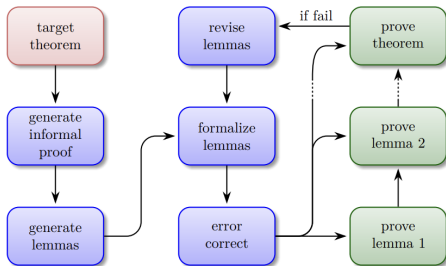 target
theorem
generate
informal
proof
generate
lemmas
revise
lemmas
formalize
lemmas
error
correct
if fail
prove
theorem
prove
lemma 2
prove
lemma 1